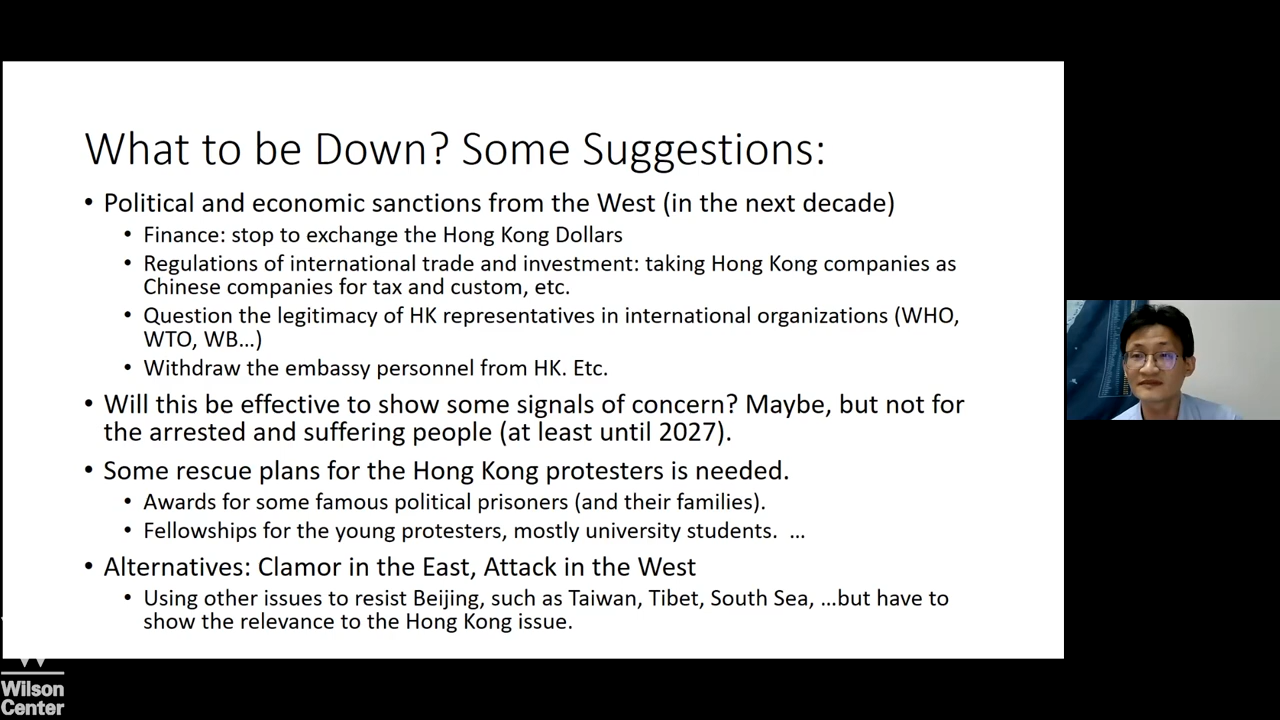 What to be Down? Some Suggestions:
• Political and economic sanctions from the West (in the next decade)
• Finance: stop to exchange the Hong Kong Dollars
• Regulations of international trade and investment: taking Hong Kong companies as
Chinese companies for tax and custom, etc.
• Question the legitimacy of HK representatives in international organizations (WHO,
WTO, WB…)
• Withdraw the embassy personnel from HK. Etc.
• Will this be effective to show some signals of concern? Maybe, but not for
the arrested and suffering people (at least until 2027).
• Some rescue plans for the Hong Kong protesters is needed.
• Awards for some famous political prisoners (and their families).
• Fellowships for the young protesters, mostly university students. …
• Alternatives: Clamor in the East, Attack in the West
• Using other issues to resist Beijing, such as Taiwan, Tibet, South Sea, …but have to
show the relevance to the Hong Kong issue.
Wilson
Center